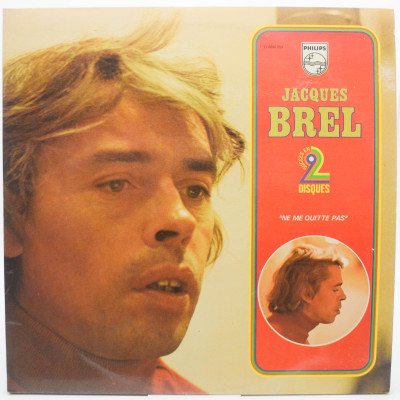 PHILIPS
JACQUES
BREL
2
DISQUES
"NE ME QUITTE PAS"